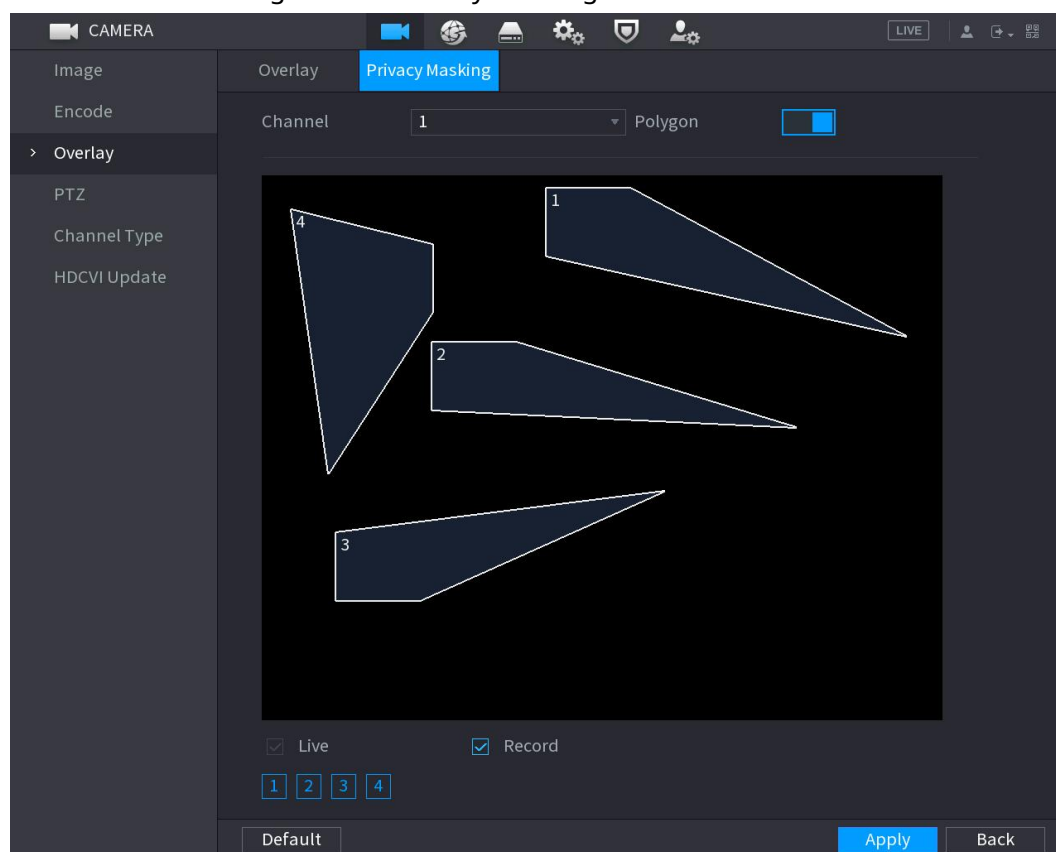 CAMERA
LIVE
Image
Overlay
Privacy Masking
Encode
Channel
1
Polygon
> Overlay
PTZ
Channel Type
HDCVI Update
1
4
2
3
Live
Record
1 2 3 4
Default
Apply
Back